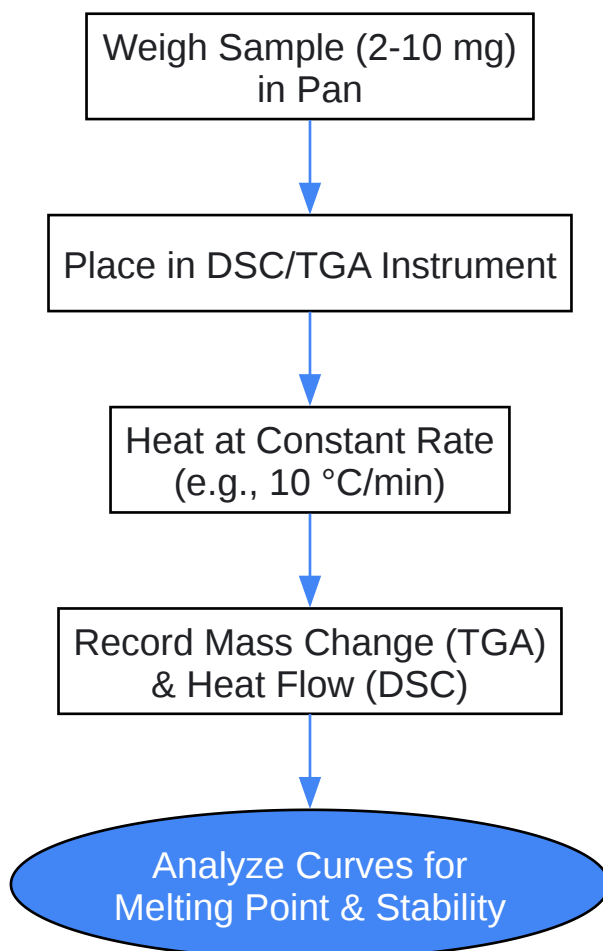 Weigh Sample (2-10 mg)
in Pan
Place in DSC/TGA Instrument
Heat at Constant Rate
(e.g., 10 °C/min)
Record Mass Change (TGA)
& Heat Flow (DSC)
Analyze Curves for
Melting Point & Stability